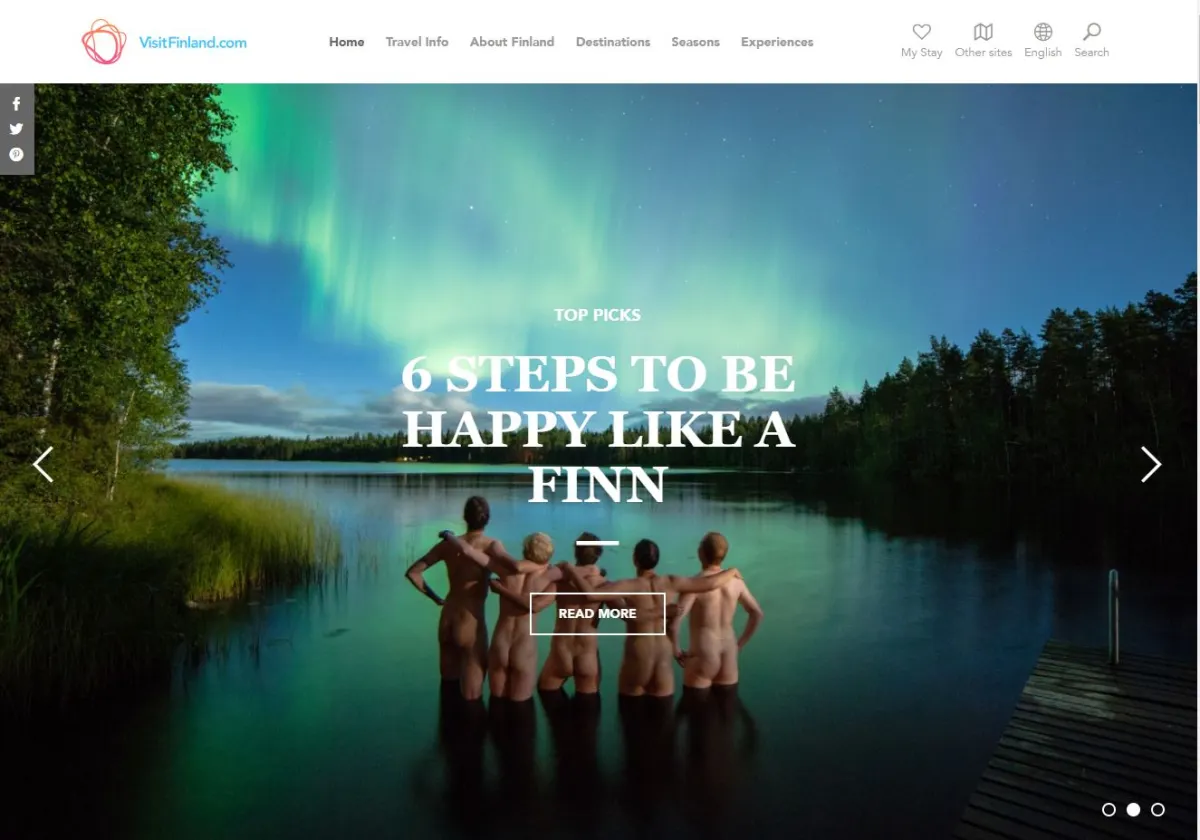 VisitFinland.com
Home Travel Info About Finland Destinations Seasons Experiences
My Stay Other sites English Search
TOP PICKS
6 STEPS TO BE
HAPPY LIKE A
FINN
READ MORE